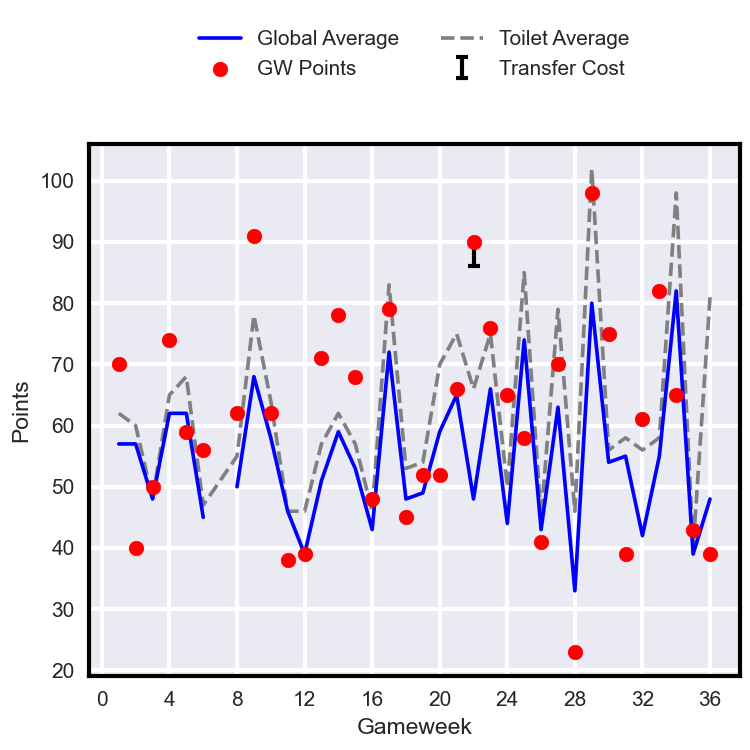 Global Average
GW Points
Toilet Average
Transfer Cost
Points
100
90
80
70
60
50
40
30
20
0 4 8 12 16 20 24 28 32 36
Gameweek